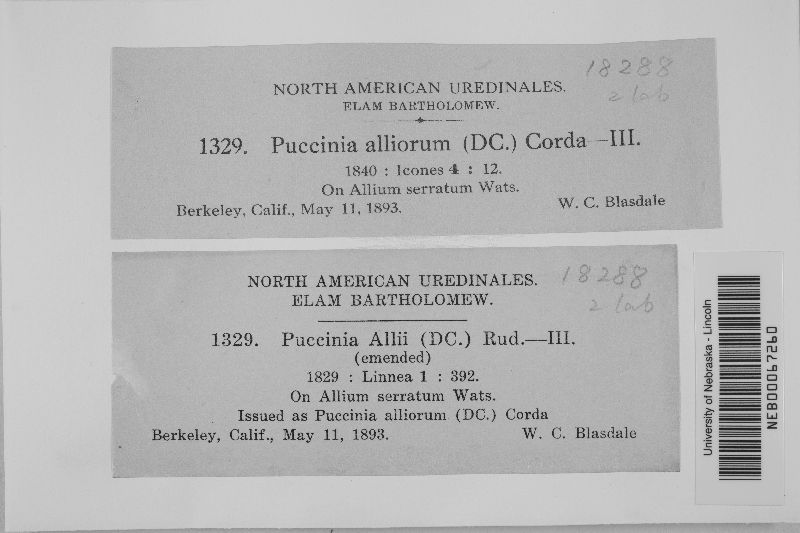 18288
2 lab
NORTH AMERICAN UREDINALES.
ELAM BARTHOLOMEW.
1329. Puccinia alliorum (DC.) Corda —III.
1840 : Icones 4 : 12.
On Allium serratum Wats.
Berkeley, Calif., May 11, 1893. W. C. Blasdale
18288
2 lab
NORTH AMERICAN UREDINALES.
ELAM BARTHOLOMEW.
1329. Puccinia Allii (DC.) Rud.—III.
(emended)
1829 : Linnea 1 : 392.
On Allium serratum Wats.
Issued as Puccinia alliorum (DC.) Corda
Berkeley, Calif., May 11, 1893. W. C. Blasdale
University of Nebraska - Lincoln
NEB00067260